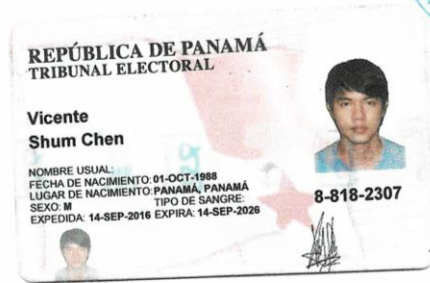 REPÚBLICA DE PANAMÁ
TRIBUNAL ELECTORAL
Vicente
Shum Chen
NOMBRE USUAL:
FECHA DE NACIMIENTO: 01-OCT-1988
LUGAR DE NACIMIENTO: PANAMÁ, PANAMÁ
SEXO: M TIPO DE SANGRE:
EXPEDIDA: 14-SEP-2016 EXPIRA: 14-SEP-2026
8-818-2307